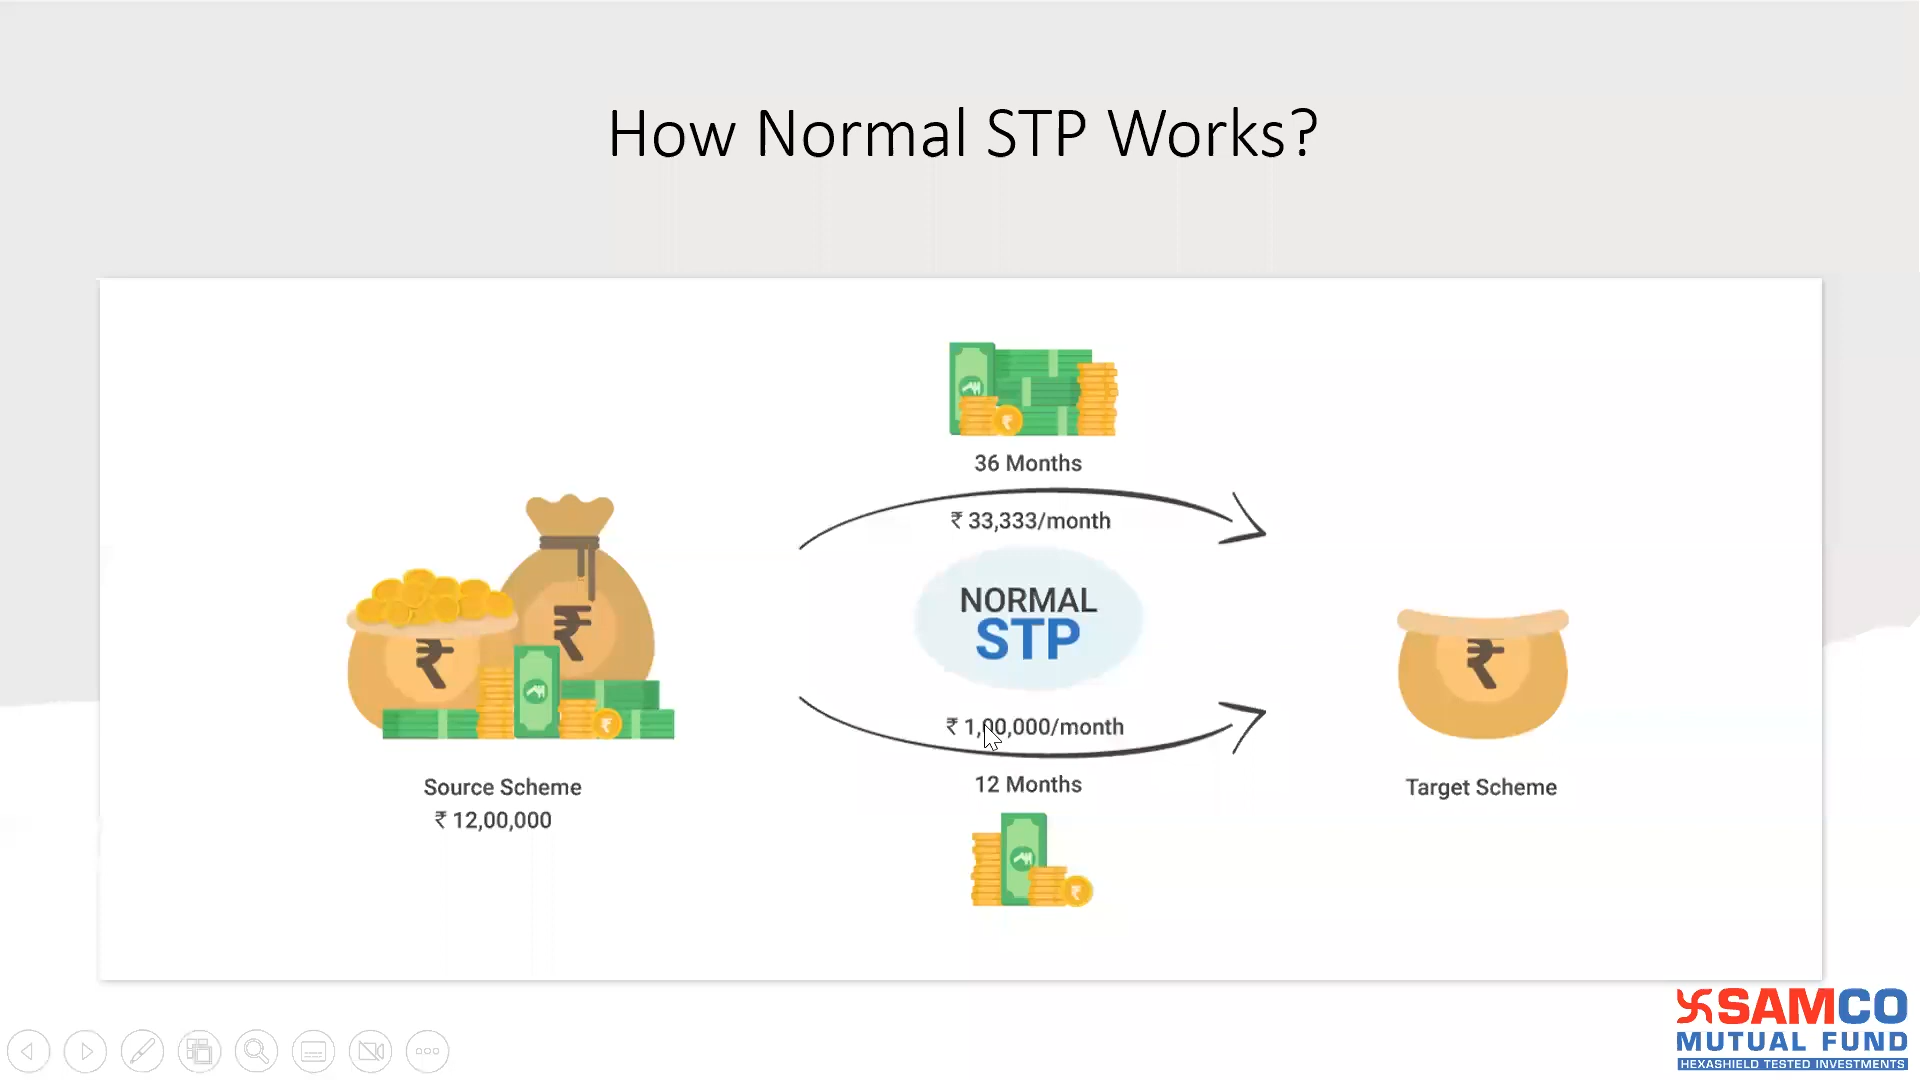 How Normal STP Works?
36 Months
₹ 33,333/month
NORMAL
STP
₹ 1,00,000/month
12 Months
Source Scheme
₹ 12,00,000
Target Scheme
SAMCO
MUTUAL FUND
HEXASHIELD TESTED INVESTMENTS